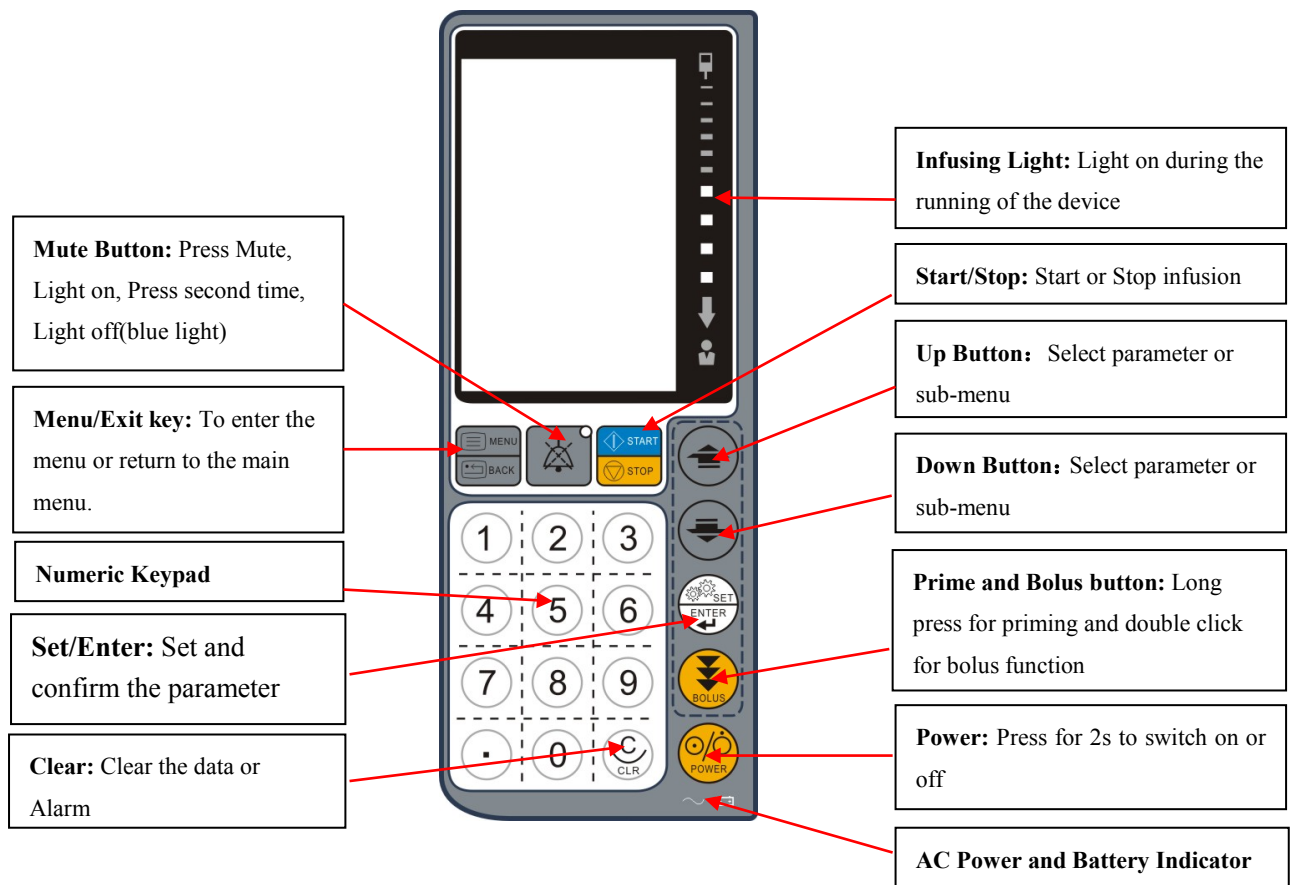 Mute Button: Press Mute,
Light on, Press second time,
Light off(blue light)
Menu/Exit key: To enter the
menu or return to the main
menu.
Numeric Keypad
Set/Enter: Set and
confirm the parameter
Clear: Clear the data or
Alarm
MENU
BACK
START
STOP
1 2 3
4 5 6
7 8 9
. 0 C
CLR
SET
ENTER
BOLUS
POWER
Infusing Light: Light on during the
running of the device
Start/Stop: Start or Stop infusion
Up Button： Select parameter or
sub-menu
Down Button：Select parameter or
sub-menu
Prime and Bolus button: Long
press for priming and double click
for bolus function
Power: Press for 2s to switch on or
off
AC Power and Battery Indicator